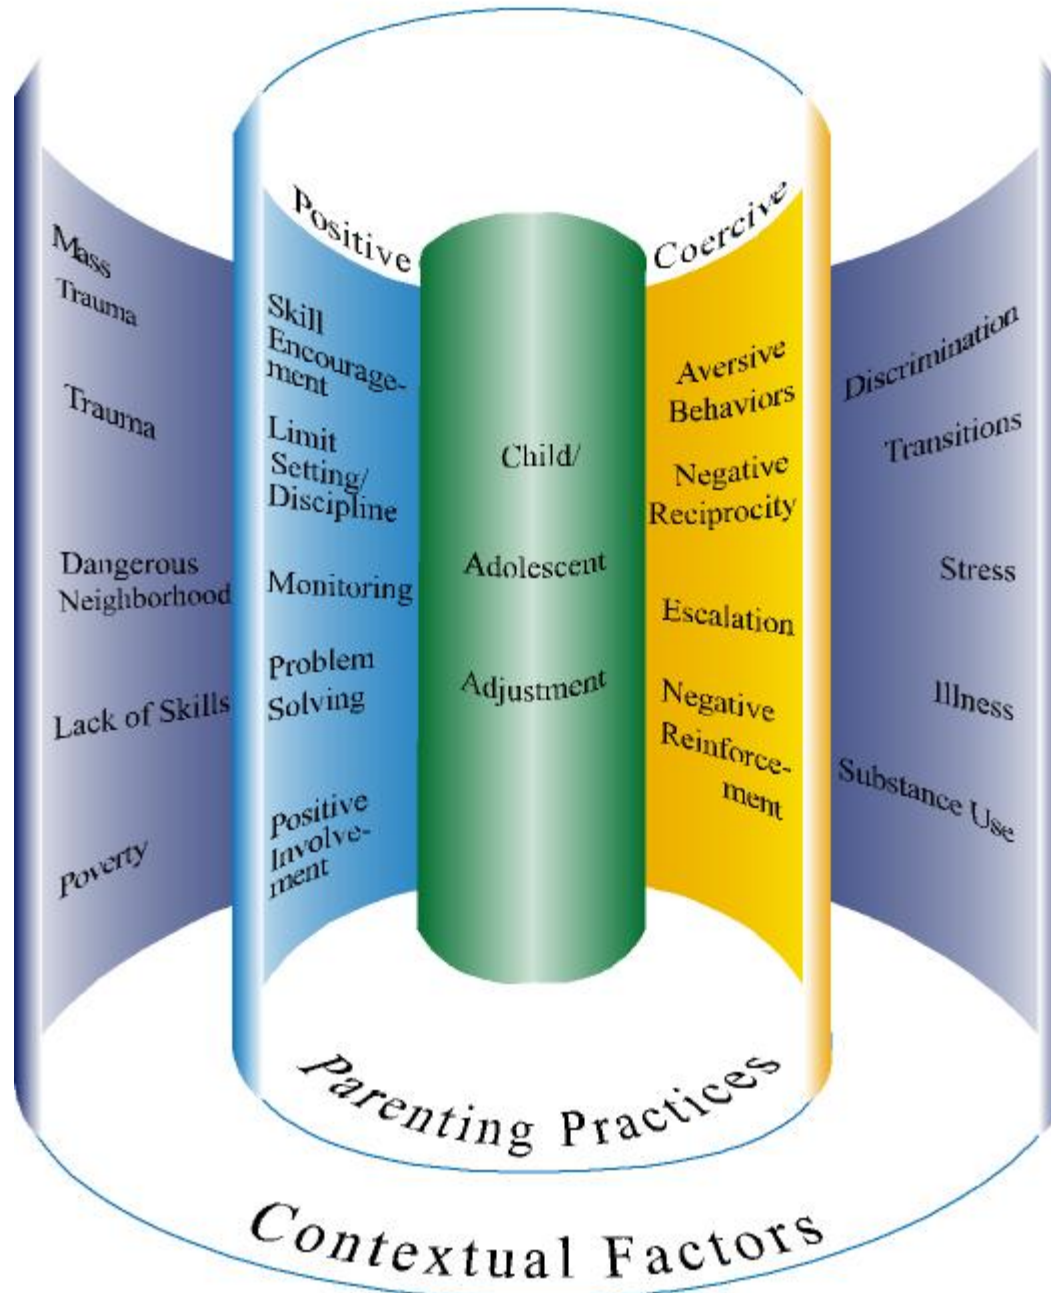 Mass
Trauma
Trauma
Dangerous
Neighborhood
Lack of Skills
Poverty
Positive
Skill
Encourage-
ment
Limit
Setting/
Discipline
Monitoring
Problem
Solving
Positive
Involve-
ment
Child/
Adolescent
Adjustment
Coercive
Aversive
Behaviors
Negative
Reciprocity
Escalation
Negative
Reinforce-
ment
Discrimination
Transitions
Stress
Illness
Substance Use
Parenting Practices
Contextual Factors